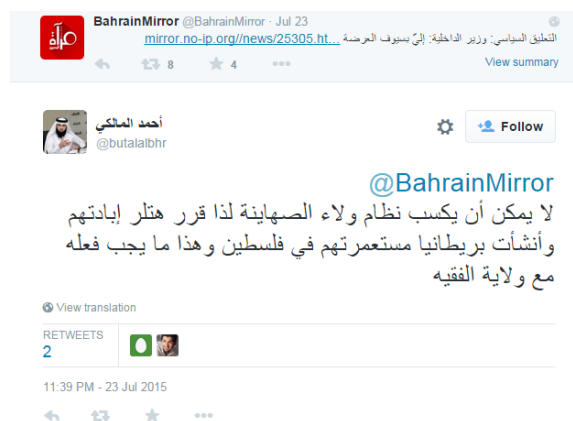 BahrainMirror @BahrainMirror · Jul 23
التعليق السياسي: وزير الداخلية: إليّ بسيوف العرضة mirror.no-ip.org//news/25305.ht...
8 4 View summary
أحمد المالكي
@butalalbhr
Follow
@BahrainMirror
لا يمكن أن يكسب نظام ولاء الصهاينة لذا قرر هتلر إبادتهم
وأنشأت بريطانيا مستعمرتهم في فلسطين وهذا ما يجب فعله
مع ولاية الفقيه
View translation
RETWEETS
2
11:39 PM - 23 Jul 2015